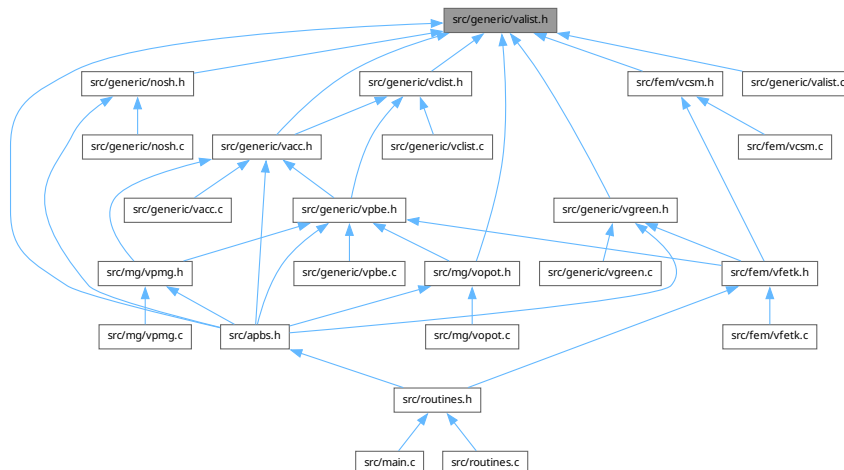 src/generic/valist.h
src/generic/nosh.h
src/generic/vclist.h
src/fem/vcsm.h
src/generic/valist.c
src/generic/nosh.c
src/generic/vacc.h
src/generic/vclist.c
src/fem/vcsm.c
src/generic/vacc.c
src/generic/vpbe.h
src/generic/vgreen.h
src/mg/vpmg.h
src/generic/vpbe.c
src/mg/vopot.h
src/generic/vgreen.c
src/fem/vfetk.h
src/mg/vpmg.c
src/apbs.h
src/mg/vopot.c
src/fem/vfetk.c
src/routines.h
src/main.c
src/routines.c